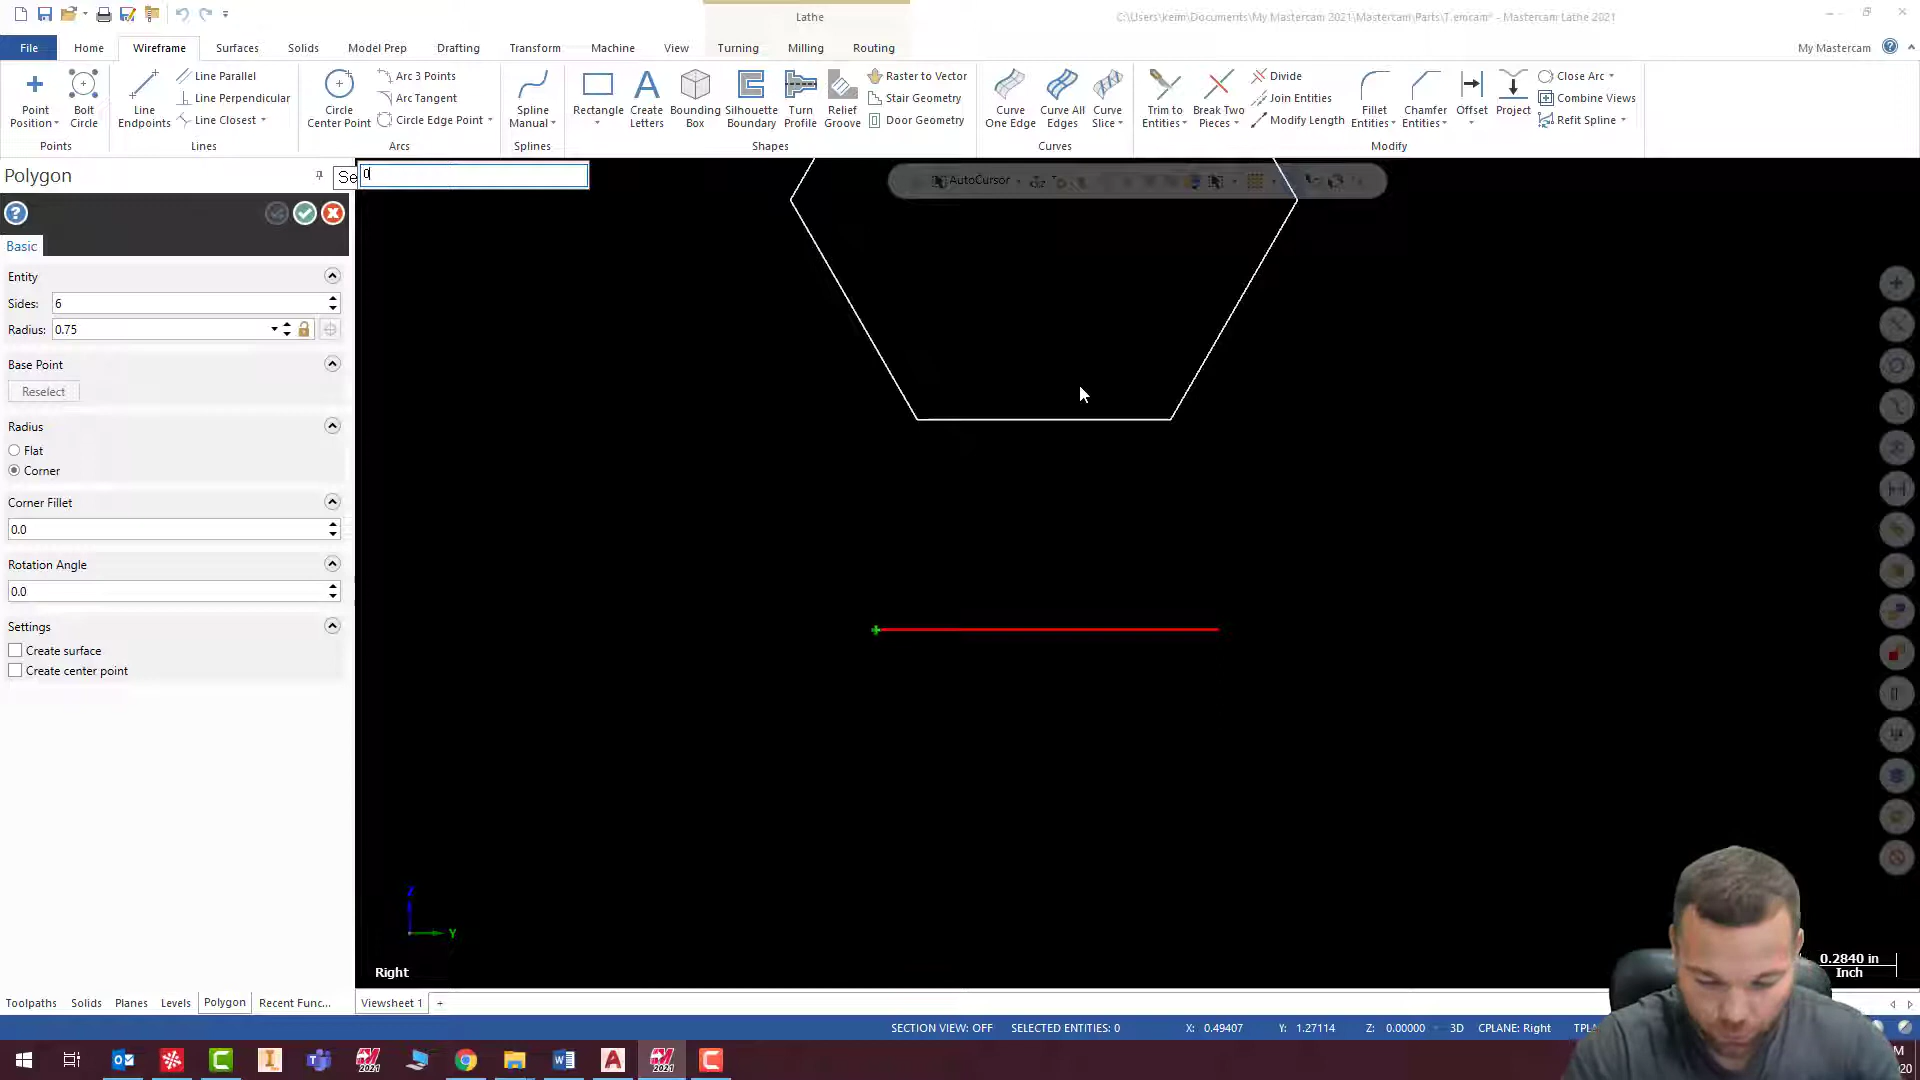 Lathe
C:\Users\keim\Documents\My Mastercam 2021\Mastercam Parts\T.emcam* - Mastercam Lathe 2021
File Home Wireframe Surfaces Solids Model Prep Drafting Transform Machine View Turning Milling Routing My Mastercam
Point Position
Bolt Circle
Points
Line Endpoints
Line Parallel
Line Perpendicular
Line Closest
Lines
Circle Center Point
Arc 3 Points
Arc Tangent
Circle Edge Point
Arcs
Spline Manual
Splines
Rectangle
Create Letters
Bounding Box
Silhouette Boundary
Turn Profile
Relief Groove
Raster to Vector
Stair Geometry
Door Geometry
Shapes
Curve One Edge
Curve All Edges
Curve Slice
Curves
Trim to Entities
Break Two Pieces
Divide
Join Entities
Modify Length
Fillet Entities
Chamfer Entities
Offset
Project
Close Arc
Combine Views
Refit Spline
Modify
Polygon
Se
0
AutoCursor
Basic
Entity
Sides: 6
Radius: 0.75
Base Point
Reselect
Radius
Flat
Corner
Corner Fillet
0.0
Rotation Angle
0.0
Settings
Create surface
Create center point
Z
Y
Right
0.2840 in
Inch
Toolpaths Solids Planes Levels Polygon Recent Func...
Viewsheet 1 +
SECTION VIEW: OFF SELECTED ENTITIES: 0 X: 0.49407 Y: 1.27114 Z: 0.00000 3D CPLANE: Right
2021
2021